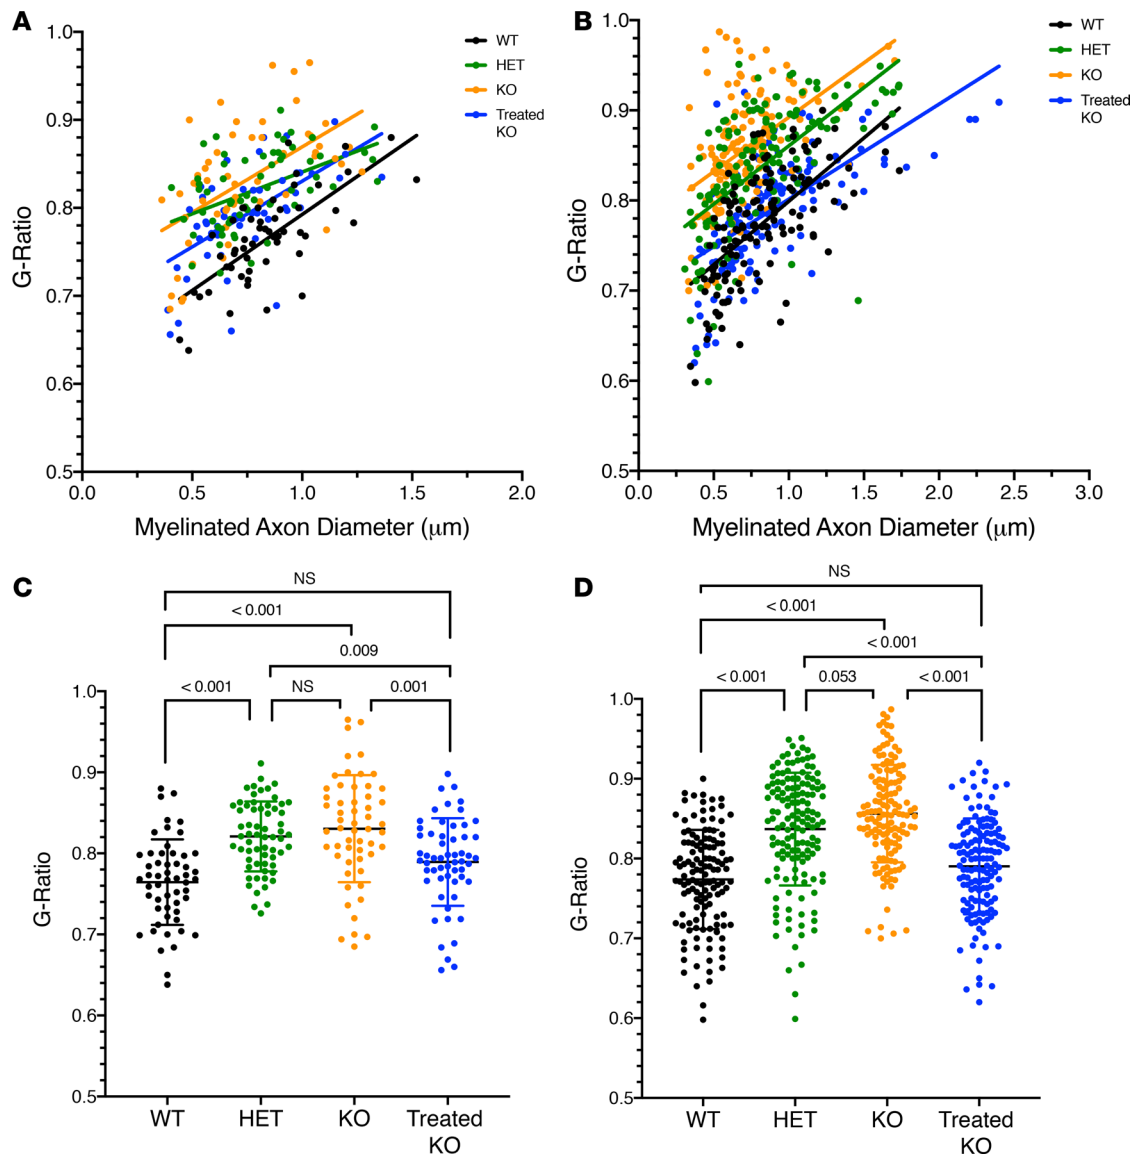 A
1.0
0.9
0.8
0.7
0.6
0.5
G-Ratio
0.0
0.5
1.0
1.5
2.0
Myelinated Axon Diameter (μm)
WT
HET
KO
Treated
KO
B
1.0
0.9
0.8
0.7
0.6
0.5
G-Ratio
0.0
0.5
1.0
1.5
2.0
2.5
3.0
Myelinated Axon Diameter (μm)
WT
HET
KO
Treated
KO
C
NS
< 0.001
0.009
< 0.001
NS
0.001
1.0
0.9
0.8
0.7
0.6
0.5
G-Ratio
WT
HET
KO
Treated
KO
D
NS
< 0.001
< 0.001
< 0.001
0.053
< 0.001
1.0
0.9
0.8
0.7
0.6
0.5
G-Ratio
WT
HET
KO
Treated
KO